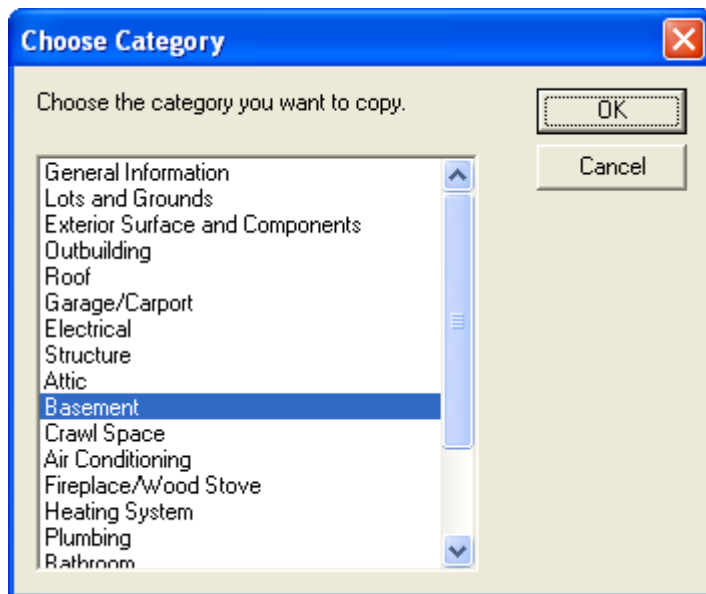 Choose Category
Choose the category you want to copy.
OK
Cancel
General Information
Lots and Grounds
Exterior Surface and Components
Outbuilding
Roof
Garage/Carport
Electrical
Structure
Attic
Basement
Crawl Space
Air Conditioning
Fireplace/Wood Stove
Heating System
Plumbing
Bathroom